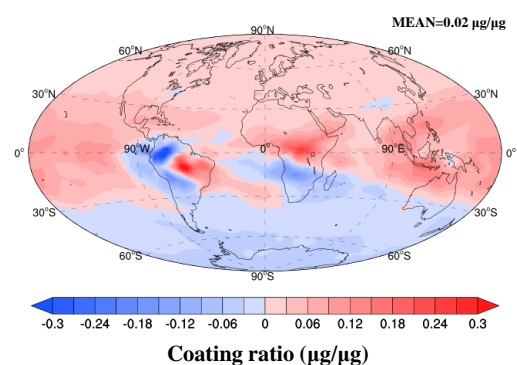 MEAN=0.02 µg/µg
90°N
60°N 60°N
30°N 30°N
0° 90°W 0° 90°E 0°
30°S 30°S
60°S 60°S
90°S
-0.3 -0.24 -0.18 -0.12 -0.06 0 0.06 0.12 0.18 0.24 0.3
Coating ratio (µg/µg)